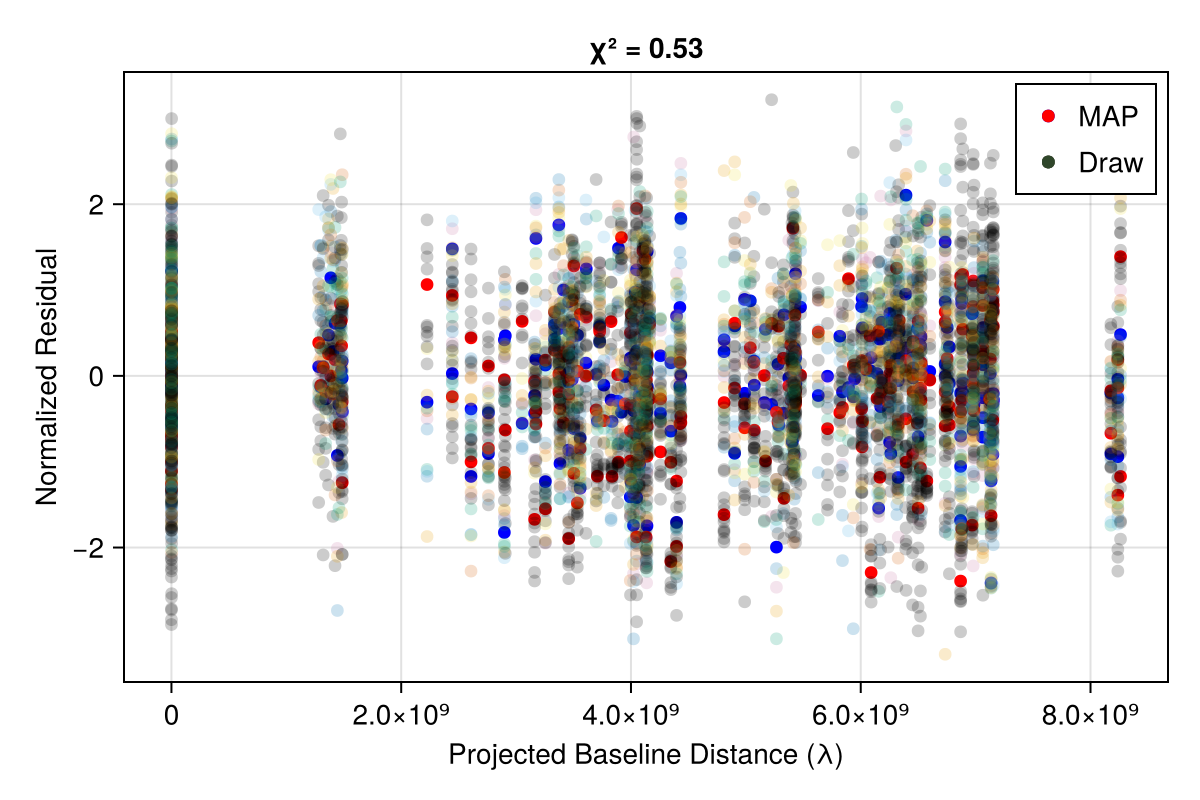 χ² = 0.53
MAP
Draw
Normalized Residual
2
0
−2
0
2.0×10⁹
4.0×10⁹
6.0×10⁹
8.0×10⁹
Projected Baseline Distance (λ)